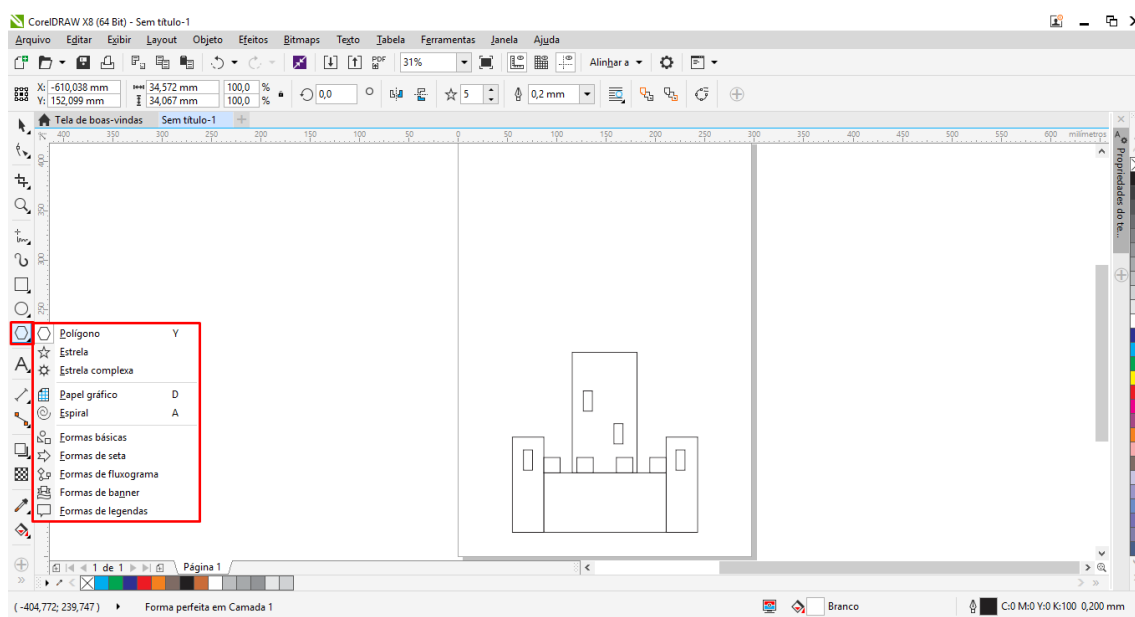 CorelDRAW X8 (64 Bit) - Sem título-1
Arquivo Editar Exibir Layout Objeto Efeitos Bitmaps Texto Tabela Ferramentas Janela Ajuda
PDF 31% Alinhar a
X: -610,038 mm 34,572 mm 100,0 % 0,0 ° 5 0,2 mm
Y: 152,099 mm 34,067 mm 100,0 %
Tela de boas-vindas Sem título-1
400 350 300 250 200 150 100 50 0 50 100 150 200 250 300 350 400 450 500 550 600 milímetros
400
350
300
250
Propriedades do te...
Polígono Y
Estrela
Estrela complexa
Papel gráfico D
Espiral A
Formas básicas
Formas de seta
Formas de fluxograma
Formas de banner
Formas de legendas
1 de 1 Página 1
( -404,772; 239,747 ) Forma perfeita em Camada 1 Branco C:0 M:0 Y:0 K:100 0,200 mm